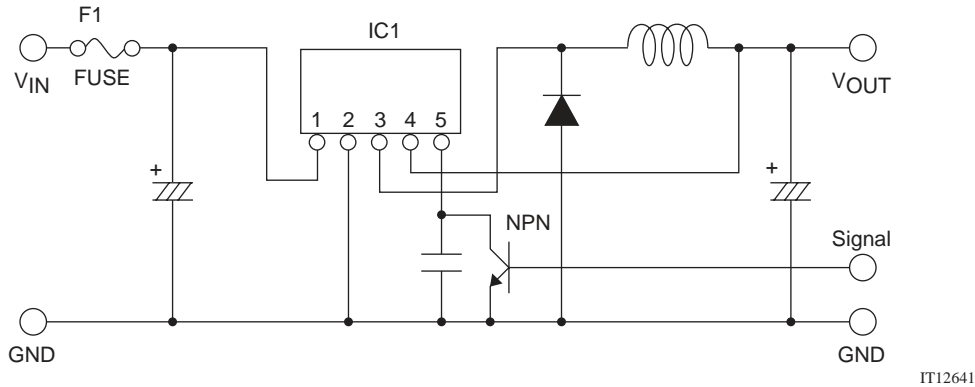 F1
IC1
VIN
FUSE
VOUT
1 2 3 4 5
+
+
NPN
Signal
GND
GND
IT12641